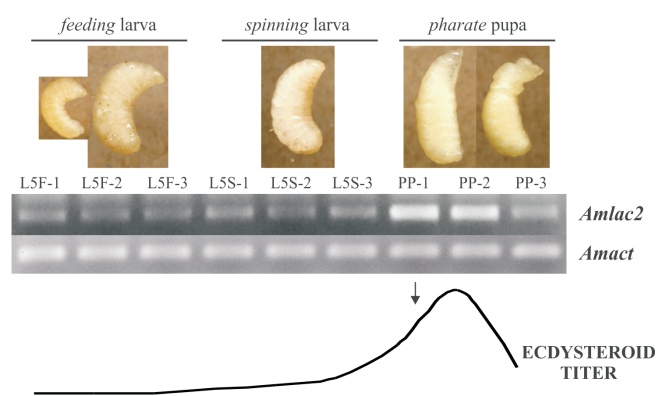 feeding larva spinning larva pharate pupa
L5F-1 L5F-2 L5F-3 L5S-1 L5S-2 L5S-3 PP-1 PP-2 PP-3
Amlac2
Amact
ECDYSTEROID
TITER